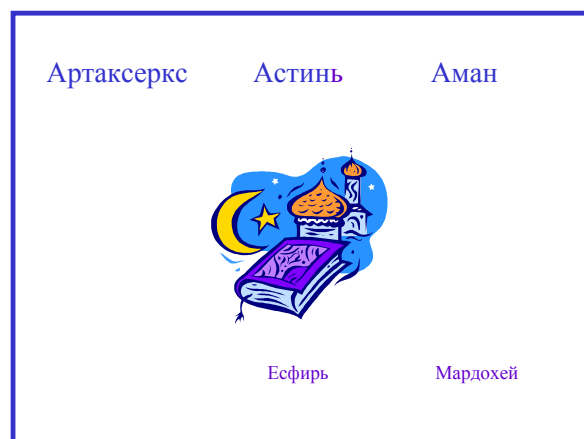 Артаксеркс Астинь Аман
Есфирь Мардохей